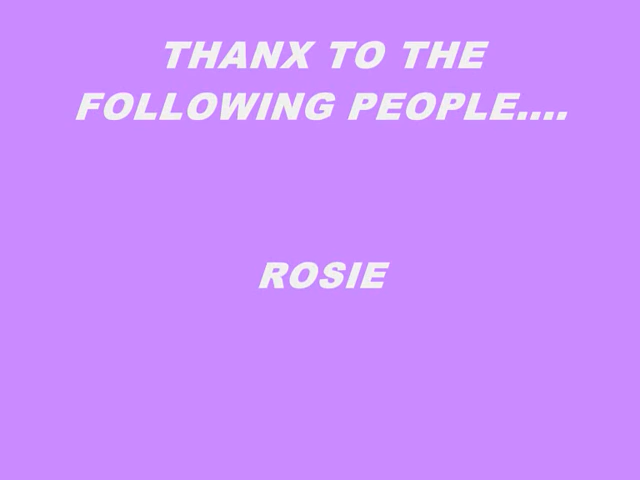 THANX TO THE
FOLLOWING PEOPLE....
ROSIE